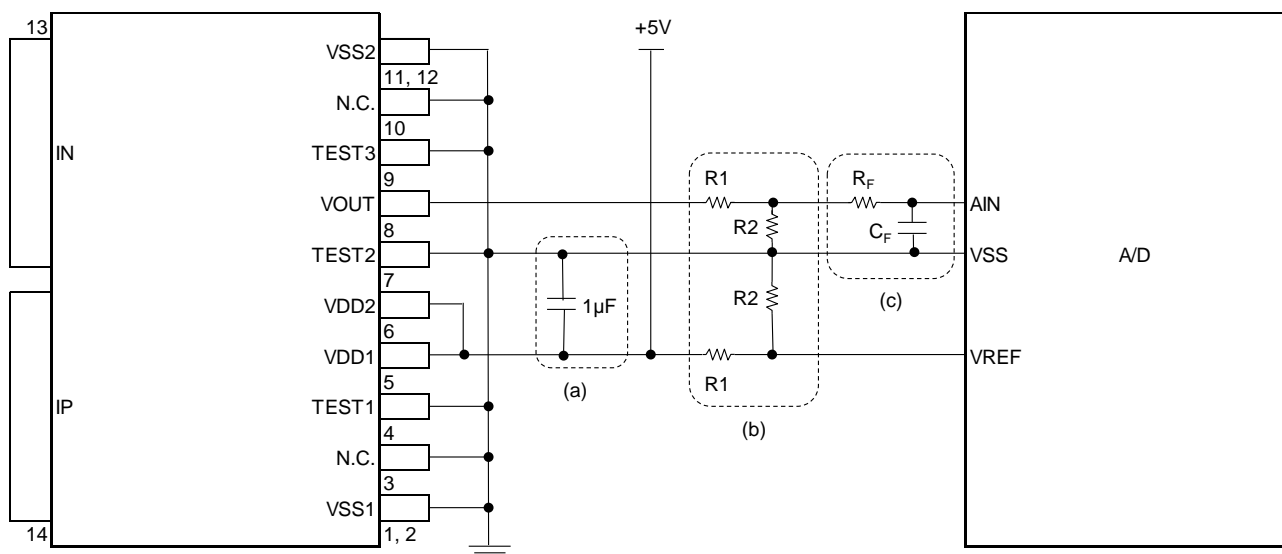 13
+5V
VSS2
11, 12
N.C.
10
IN
TEST3
9
R1
RF
VOUT
AIN
8
R2
CF
TEST2
VSS
A/D
7
(c)
1µF
R2
VDD2
6
VDD1
VREF
5
(a)
R1
IP
TEST1
(b)
4
N.C.
3
VSS1
14
1, 2